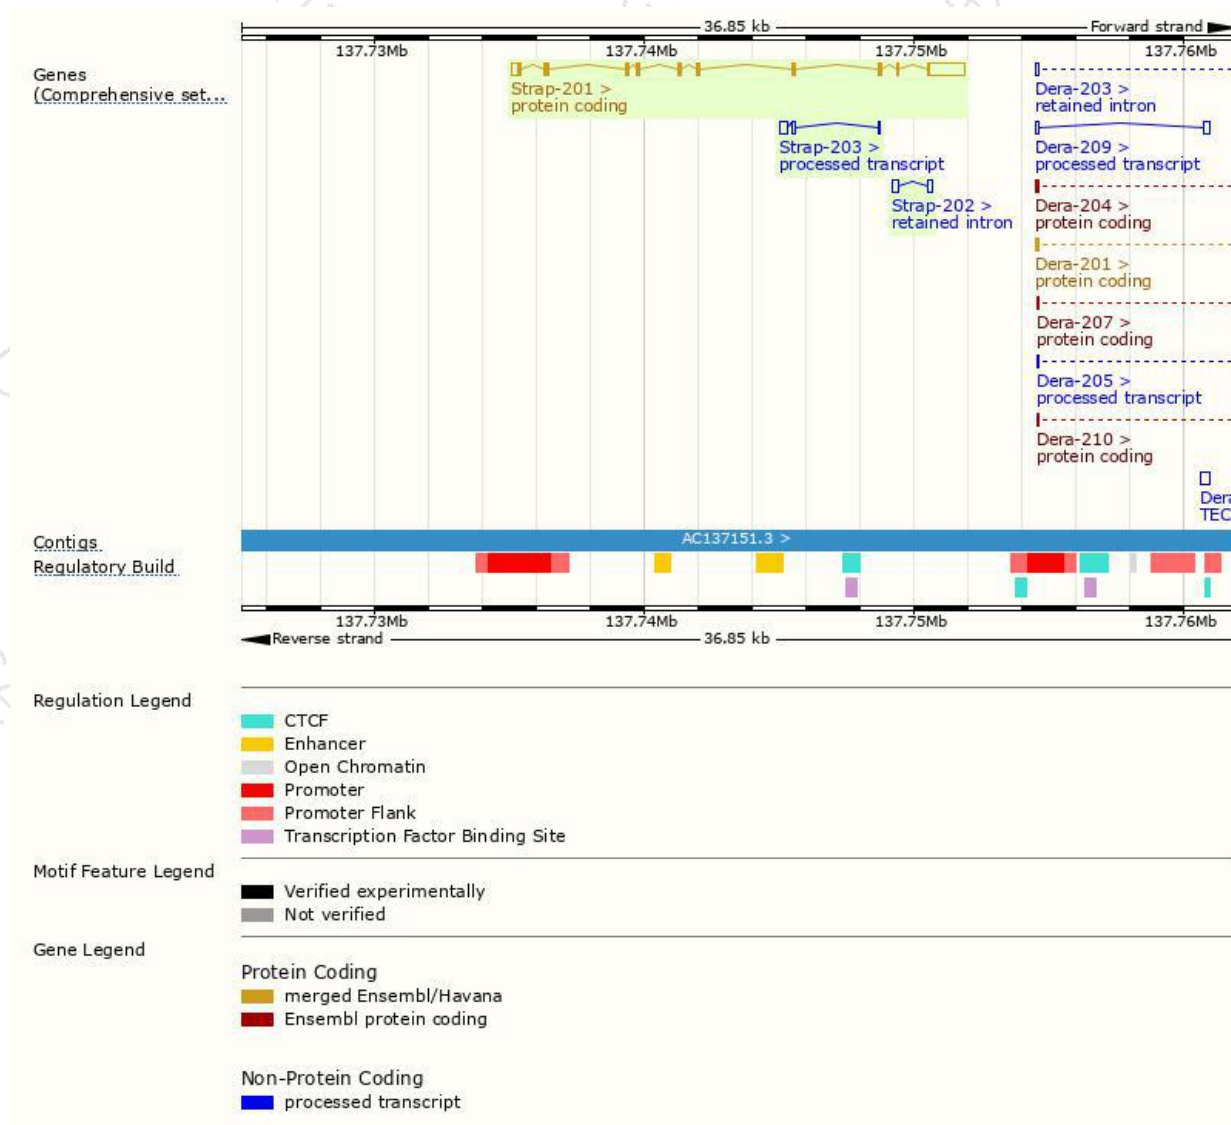 36.85 kb
Forward strand
137.73Mb 137.74Mb 137.75Mb 137.76Mb
Genes
(Comprehensive set...
Strap-201 >
protein coding
Dera-203 >
retained intron
Strap-203 >
processed transcript
Dera-209 >
processed transcript
Strap-202 >
retained intron
Dera-204 >
protein coding
Dera-201 >
protein coding
Dera-207 >
protein coding
Dera-205 >
processed transcript
Dera-210 >
protein coding
Dera
TEC
Contigs
AC137151.3 >
Regulatory Build
137.73Mb 137.74Mb 137.75Mb 137.76Mb
Reverse strand
36.85 kb
Regulation Legend
CTCF
Enhancer
Open Chromatin
Promoter
Promoter Flank
Transcription Factor Binding Site
Motif Feature Legend
Verified experimentally
Not verified
Gene Legend
Protein Coding
merged Ensembl/Havana
Ensembl protein coding
Non-Protein Coding
processed transcript